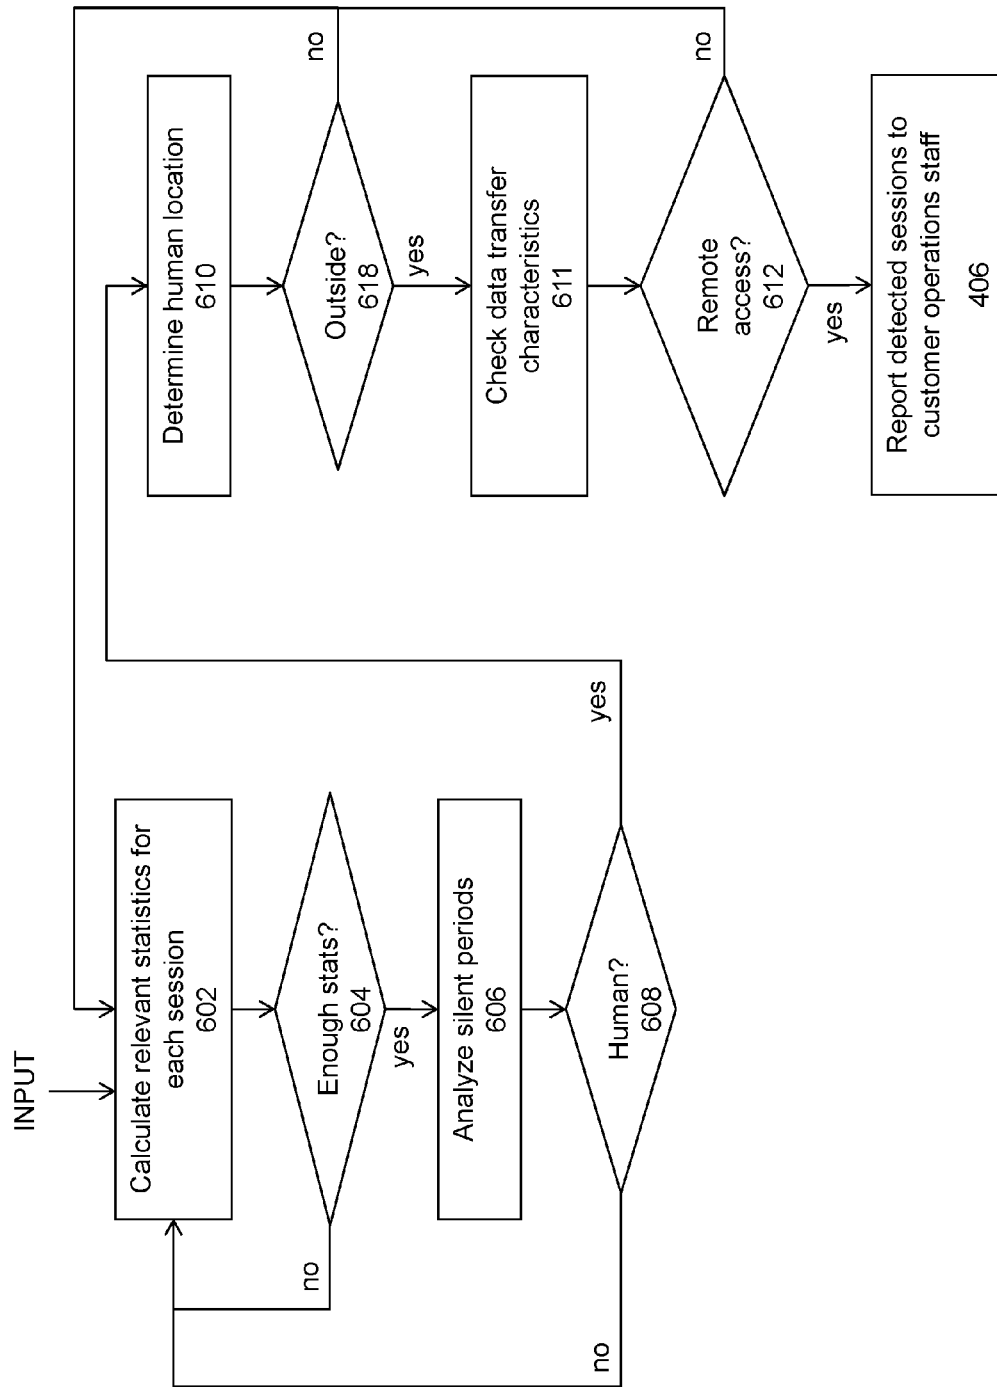 INPUT
Calculate relevant statistics for
each session
602
Enough stats?
604
no
yes
Analyze silent periods
606
Human?
608
no
yes
Determine human location
610
Outside?
618
no
yes
Check data transfer
characteristics
611
Remote
access?
612
no
yes
Report detected sessions to
customer operations staff
406